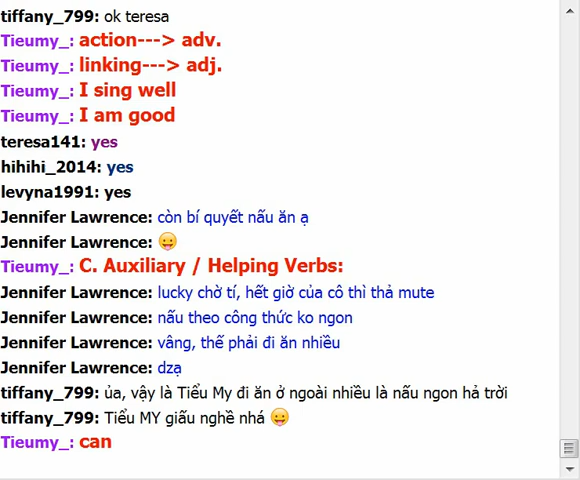 tiffany_799: ok teresa
Tieumy_: action---> adv.
Tieumy_: linking---> adj.
Tieumy_: I sing well
Tieumy_: I am good
teresa141: yes
hihihi_2014: yes
levyna1991: yes
Jennifer Lawrence: còn bí quyết nấu ăn ạ
Jennifer Lawrence: 😛
Tieumy_: C. Auxiliary / Helping Verbs:
Jennifer Lawrence: lucky chờ tí, hết giờ của cô thì thả mute
Jennifer Lawrence: nấu theo công thức ko ngon
Jennifer Lawrence: vâng, thế phải đi ăn nhiều
Jennifer Lawrence: dzạ
tiffany_799: ủa, vậy là Tiểu My đi ăn ở ngoài nhiều là nấu ngon hả trời
tiffany_799: Tiểu MY giấu nghề nhá 😛
Tieumy_: can